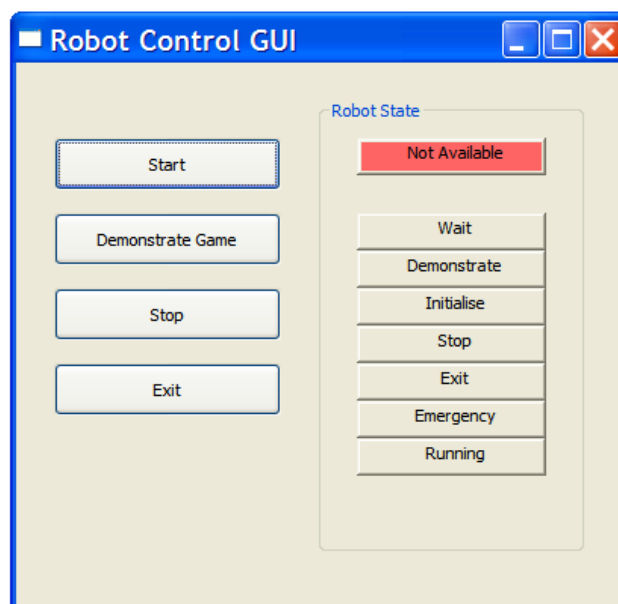 Robot Control GUI
Start
Demonstrate Game
Stop
Exit
Robot State
Not Available
Wait
Demonstrate
Initialise
Stop
Exit
Emergency
Running